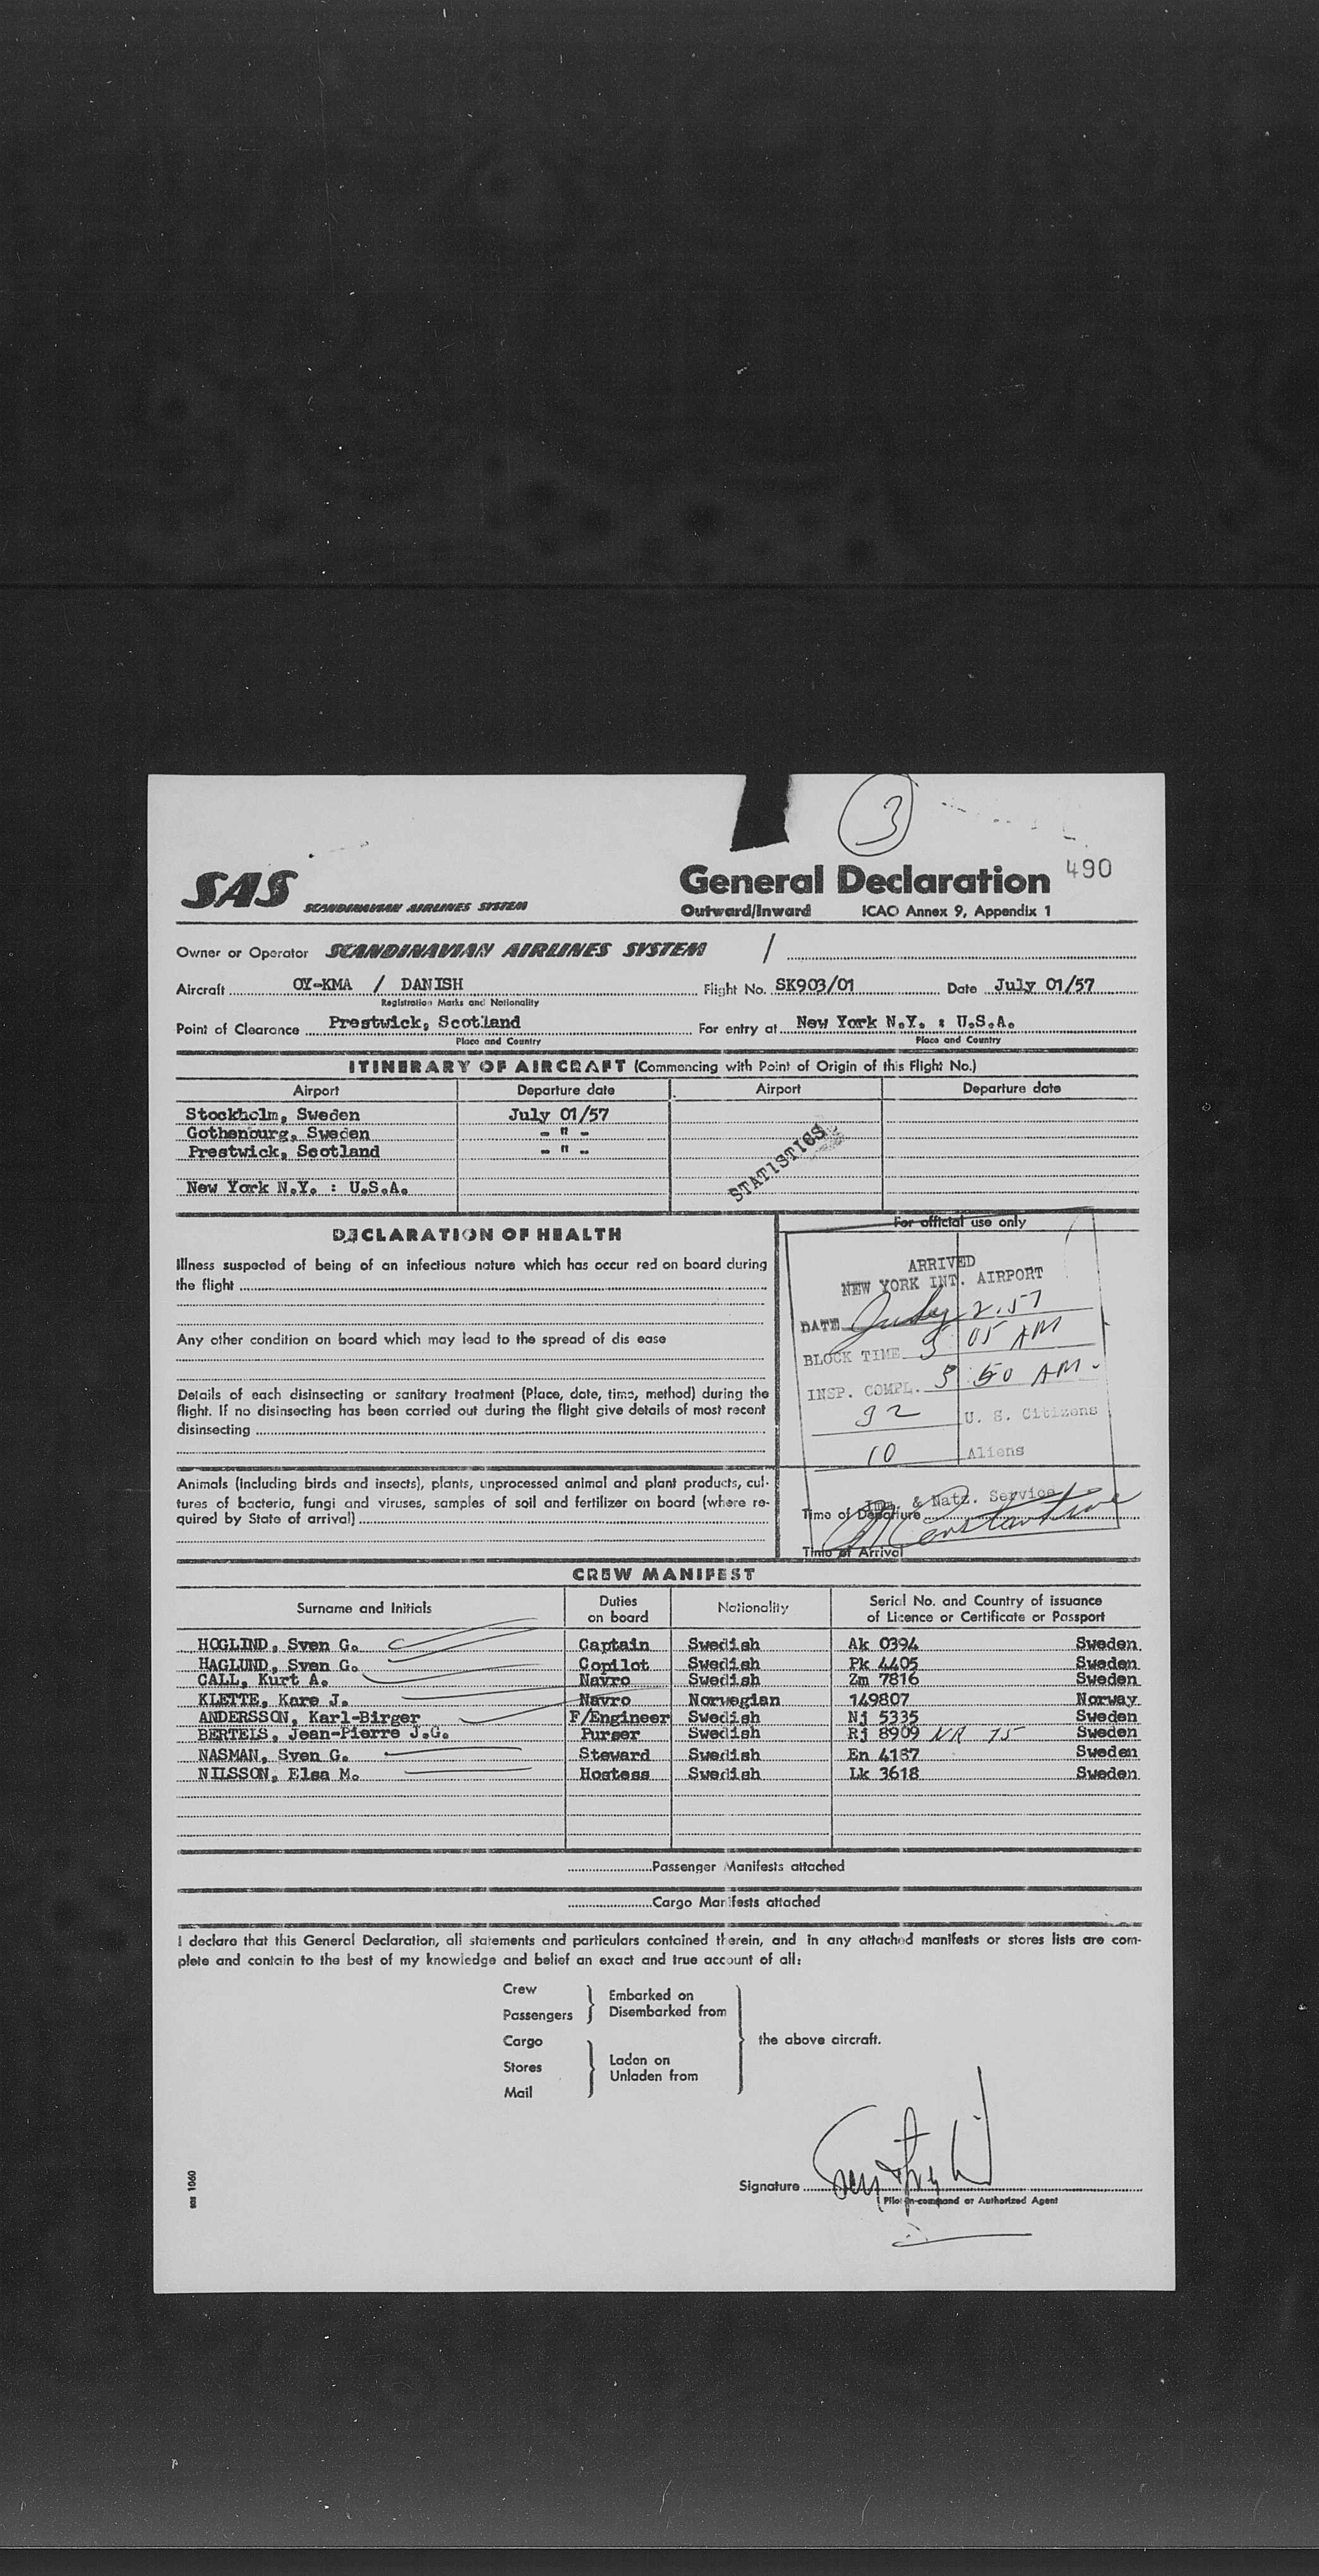 3
490
SAS SCANDINAVIAN AIRLINES SYSTEM
General Declaration
Outward/Inward ICAO Annex 9, Appendix 1
Owner or Operator SCANDINAVIAN AIRLINES SYSTEM /
Aircraft OY-KMA / DANISH Flight No. SK903/01 Date July 01/57
Registration Marks and Nationality
Point of Clearance Prestwick, Scotland For entry at New York N.Y. : U.S.A.
Place and Country Place and Country
ITINERARY OF AIRCRAFT (Commencing with Point of Origin of this Flight No.)
Airport Departure date Airport Departure date
Stockholm, Sweden July 01/57
Gothenburg, Sweden - " -
Prestwick, Scotland - " -
New York N.Y. : U.S.A.
STATISTICS
DECLARATION OF HEALTH
Illness suspected of being of an infectious nature which has occur red on board during
the flight
Any other condition on board which may lead to the spread of dis ease
Details of each disinsecting or sanitary treatment (Place, date, time, method) during the
flight. If no disinsecting has been carried out during the flight give details of most recent
disinsecting
Animals (including birds and insects), plants, unprocessed animal and plant products, cul-
tures of bacteria, fungi and viruses, samples of soil and fertilizer on board (where re-
quired by State of arrival)
For official use only
ARRIVED
NEW YORK INT. AIRPORT
DATE July 2.57
BLOCK TIME 5 05 AM
INSP. COMPL. 5 50 AM.
32 U. S. Citizens
10 Aliens
Imm. & Natz. Service
Time of Departure
Time of Arrival
CREW MANIFEST
Surname and Initials Duties on board Nationality Serial No. and Country of issuance of Licence or Certificate or Passport
HOGLIND, Sven G. Captain Swedish Ak 0394 Sweden
HAGLUND, Sven G. Copilot Swedish Pk 4405 Sweden
CALL, Kurt A. Navro Swedish Zm 7816 Sweden
KLETTE, Kare J. Navro Norwegian 149807 Norway
ANDERSSON, Karl-Birger F/Engineer Swedish Nj 5335 Sweden
BERTELS, Jean-Pierre J.G. Purser Swedish Rj 8909 NR 75 Sweden
NASMAN, Sven G. Steward Swedish En 4187 Sweden
NILSSON, Elsa M. Hostess Swedish Lk 3618 Sweden
Passenger Manifests attached
Cargo Manifests attached
I declare that this General Declaration, all statements and particulars contained therein, and in any attached manifests or stores lists are com-
plete and contain to the best of my knowledge and belief an exact and true account of all:
Crew
Passengers
Embarked on
Disembarked from
Cargo
Stores
Mail
Laden on
Unladen from
the above aircraft.
Signature
Pilot-in-command or Authorized Agent
sas 1060